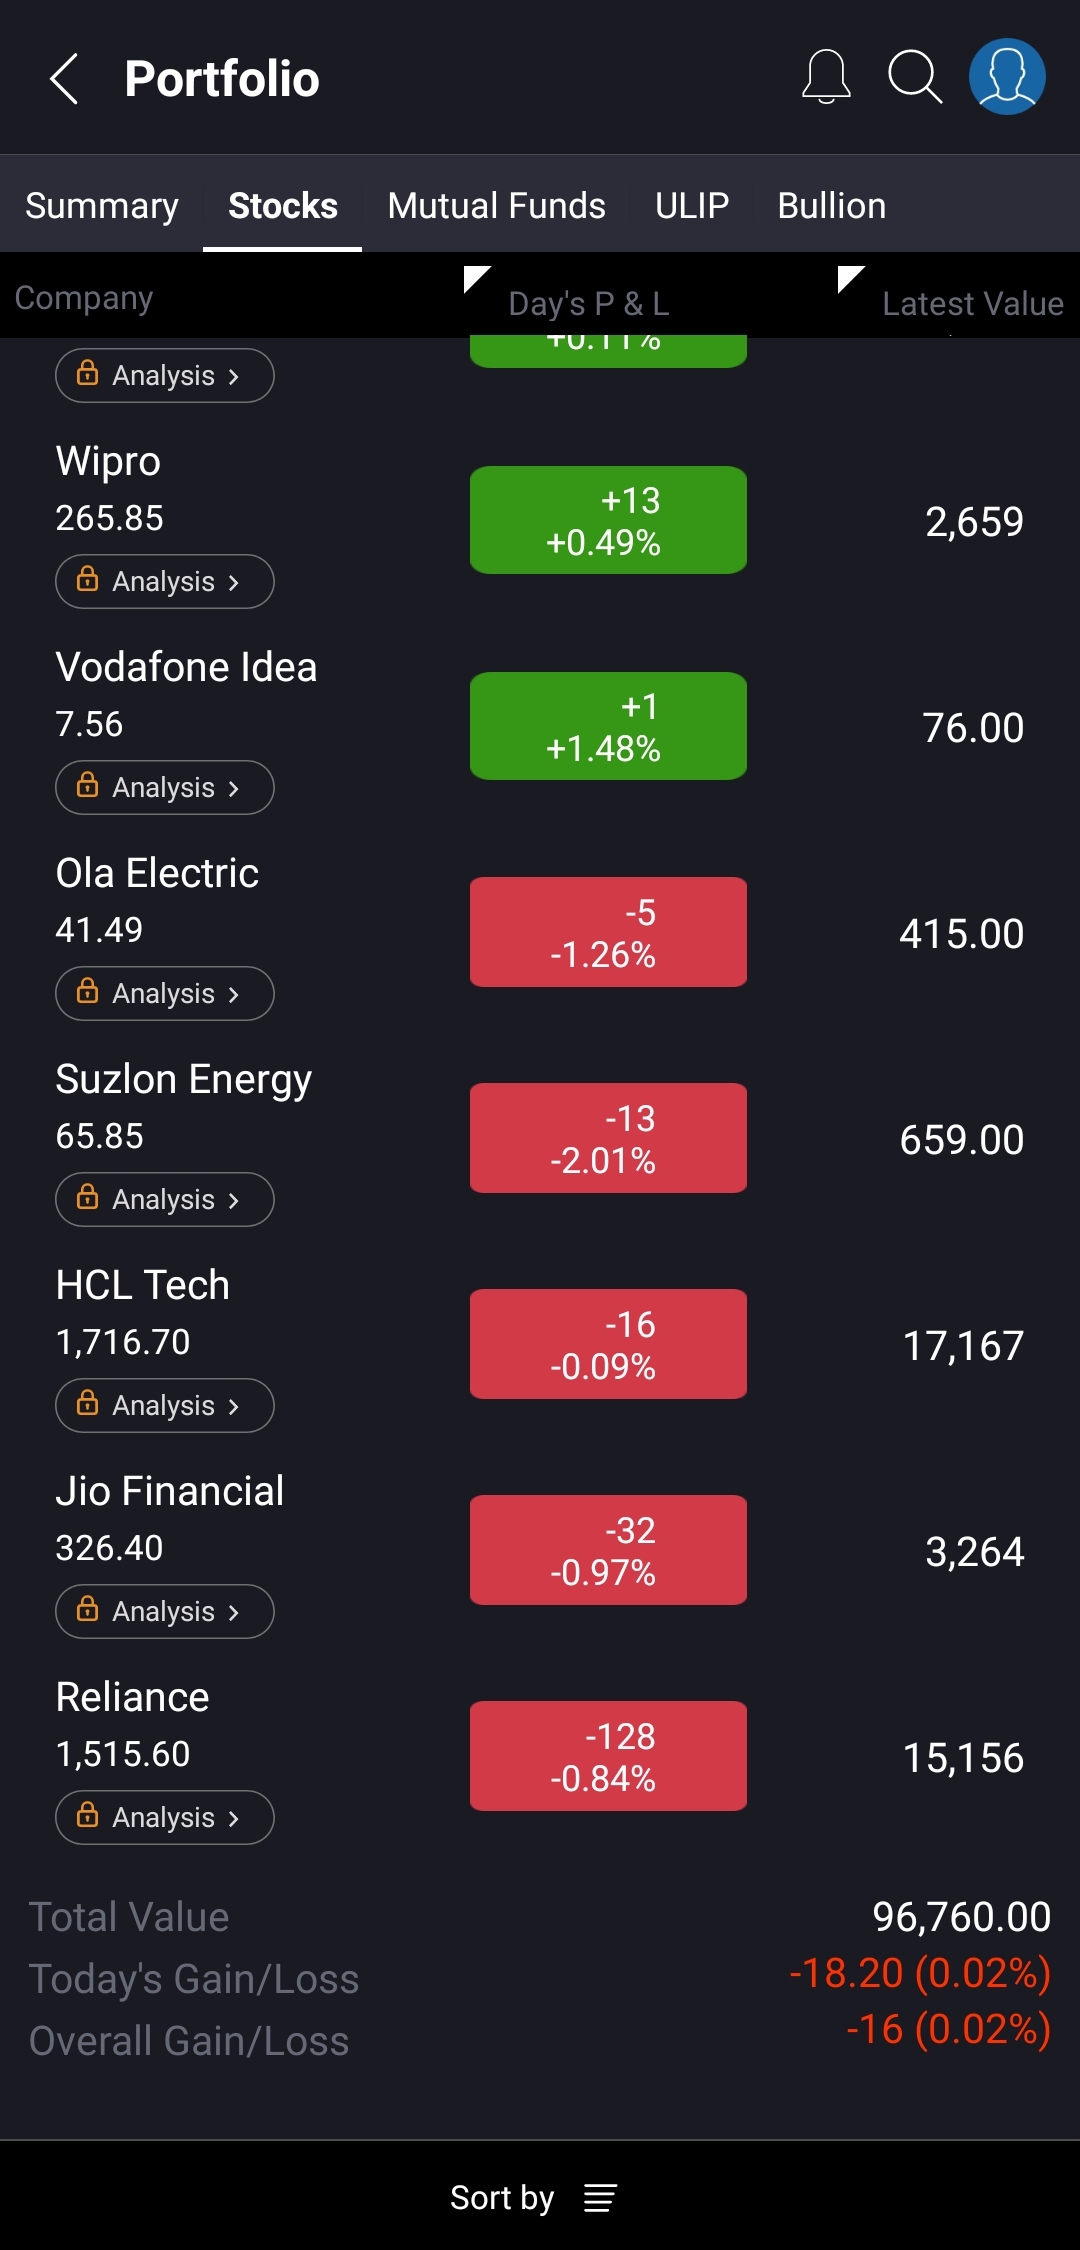 Portfolio
Summary Stocks Mutual Funds ULIP Bullion
Company Day's P & L Latest Value
+0.11%
Analysis
Wipro
265.85
Analysis
+13
+0.49%
2,659
Vodafone Idea
7.56
Analysis
+1
+1.48%
76.00
Ola Electric
41.49
Analysis
-5
-1.26%
415.00
Suzlon Energy
65.85
Analysis
-13
-2.01%
659.00
HCL Tech
1,716.70
Analysis
-16
-0.09%
17,167
Jio Financial
326.40
Analysis
-32
-0.97%
3,264
Reliance
1,515.60
Analysis
-128
-0.84%
15,156
Total Value 96,760.00
Today's Gain/Loss -18.20 (0.02%)
Overall Gain/Loss -16 (0.02%)
Sort by